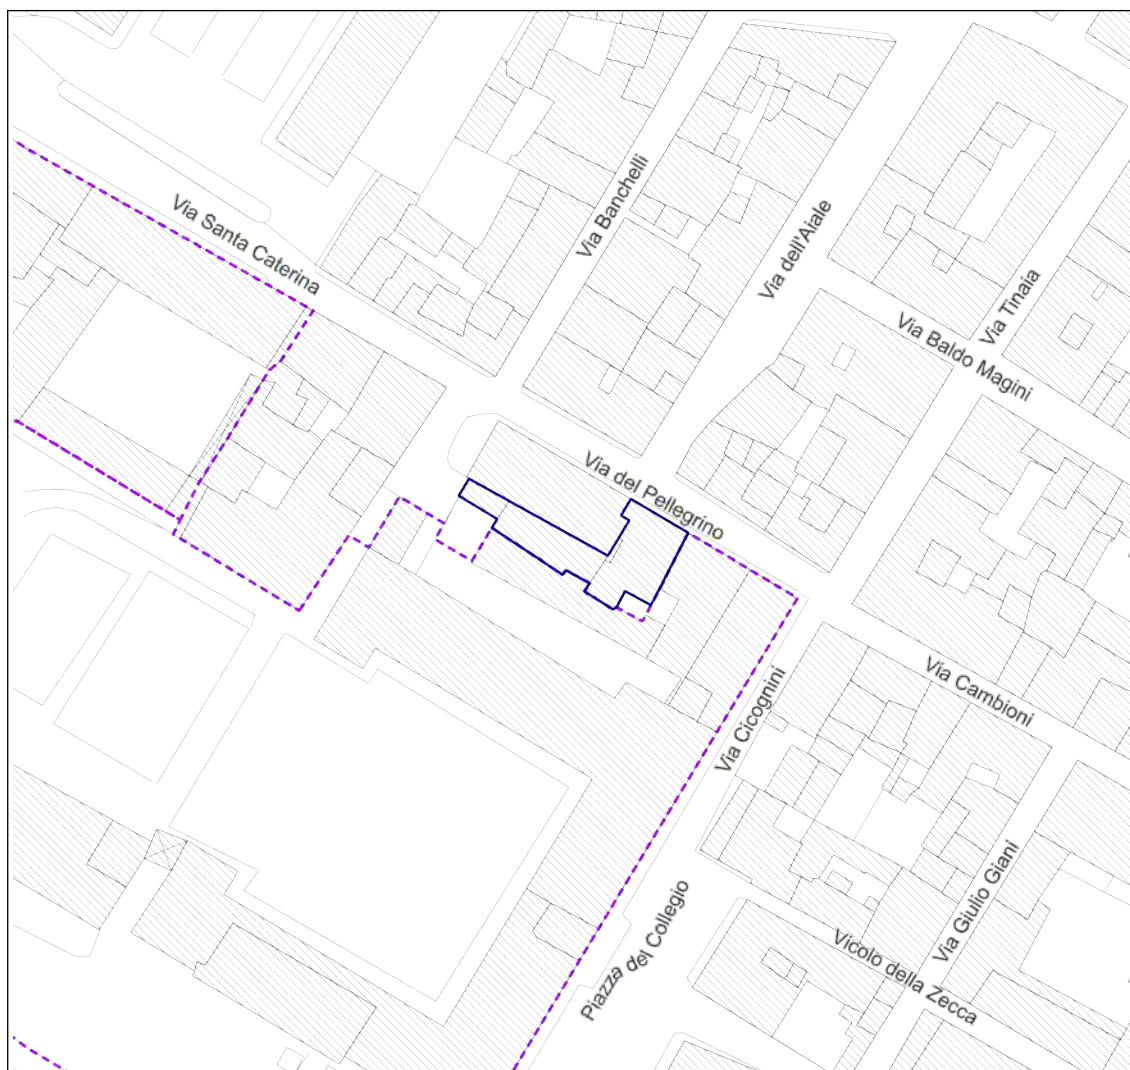 Via Santa Caterina
Via Banchelli
Via dell'Aiale
Via Tinaia
Via Baldo Magini
Via del Pellegrino
Via Cicognini
Via Cambioni
Via Giulio Giani
Piazza del Collegio
Vicolo della Zecca